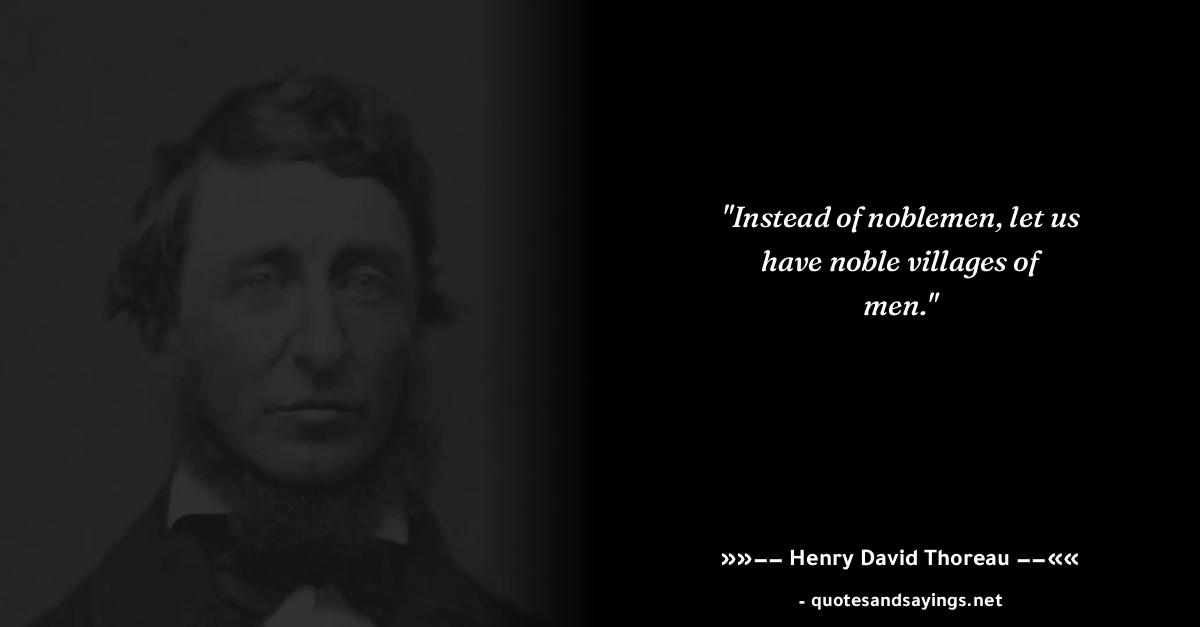 "Instead of noblemen, let us
have noble villages of
men."
»»−− Henry David Thoreau −−««
- quotesandsayings.net